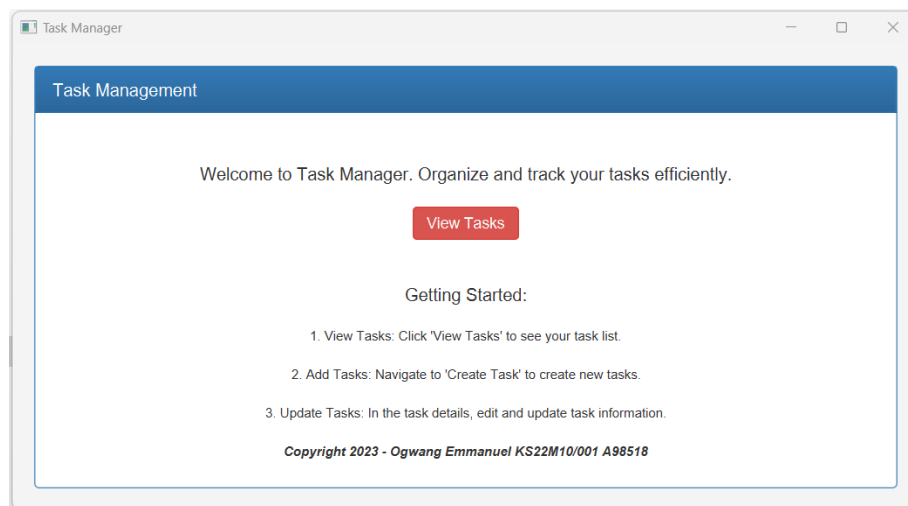 Task Manager
Task Management
Welcome to Task Manager. Organize and track your tasks efficiently.
View Tasks
Getting Started:
1. View Tasks: Click 'View Tasks' to see your task list.
2. Add Tasks: Navigate to 'Create Task' to create new tasks.
3. Update Tasks: In the task details, edit and update task information.
Copyright 2023 - Ogwang Emmanuel KS22M10/001 A98518